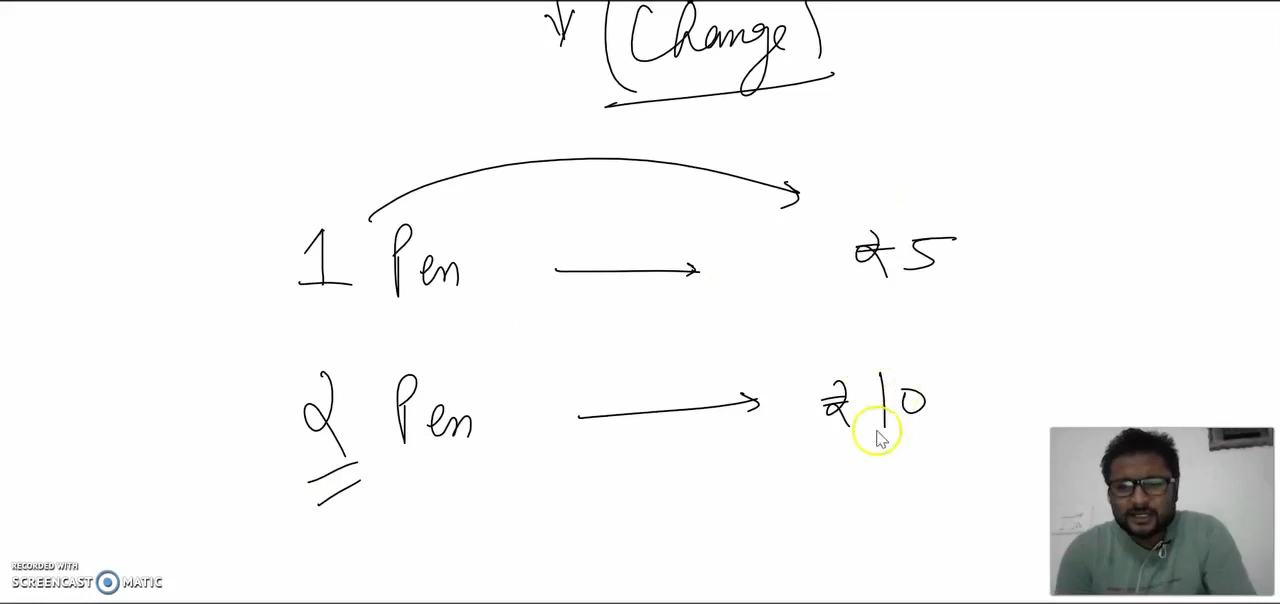 (Change)
1 Pen → ₹ 5
2 Pen → ₹ 10
RECORDED WITH
SCREENCAST MATIC